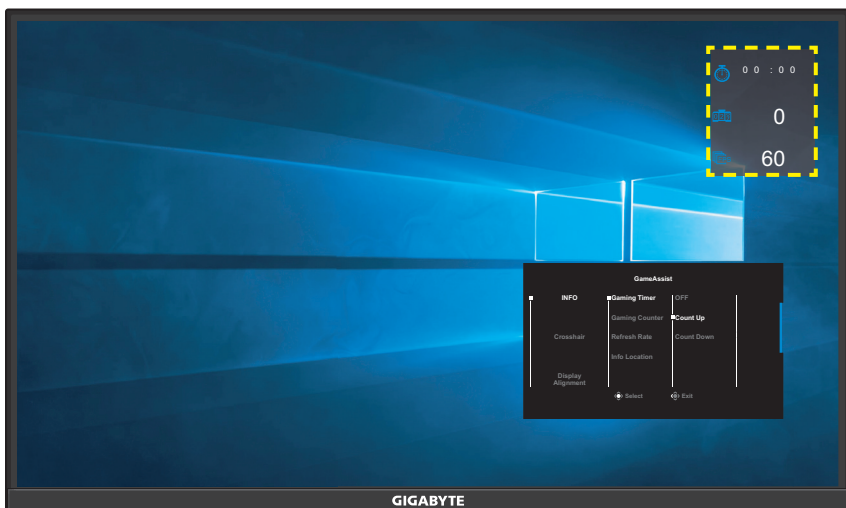 00:00
0
60
GameAssist
INFO Gaming Timer OFF
Gaming Counter Count Up
Crosshair Refresh Rate Count Down
Info Location
Display
Alignment
Select Exit
GIGABYTE